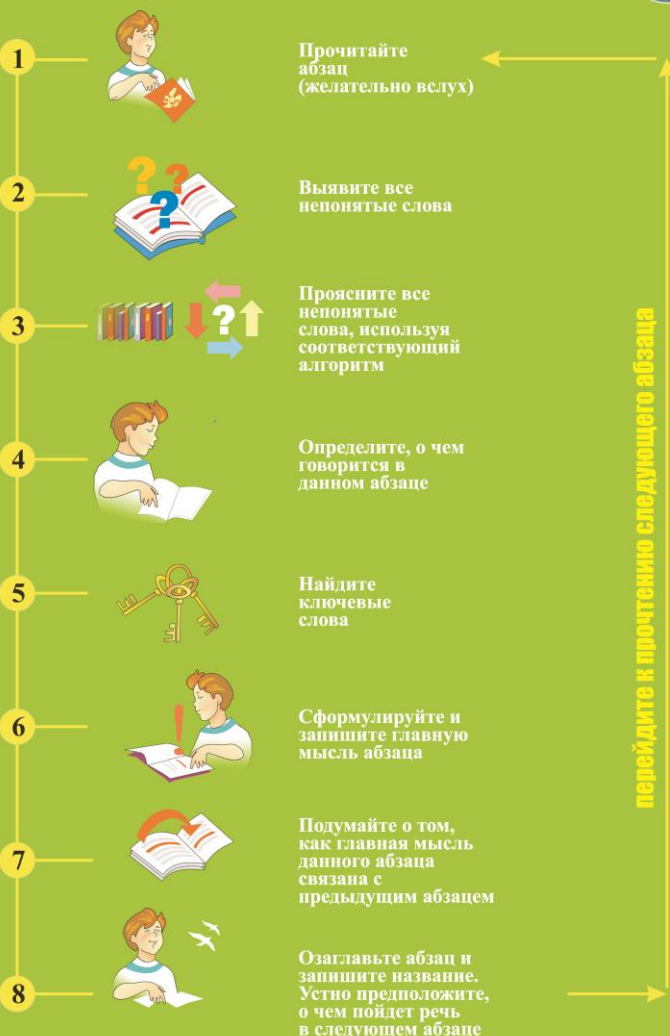 1
Прочитайте
абзац
(желательно вслух)
2
???
Выявите все
непонятые слова
3
?
Проясните все
непонятые
слова, используя
соответствующий
алгоритм
4
Определите, о чем
говорится в
данном абзаце
5
Найдите
ключевые
слова
6
!
Сформулируйте и
запишите главную
мысль абзаца
7
Подумайте о том,
как главная мысль
данного абзаца
связана с
предыдущим абзацем
8
Озаглавьте абзац и
запишите название.
Устно предположите,
о чем пойдет речь
в следующем абзаце
перейдите к прочтению следующего абзаца